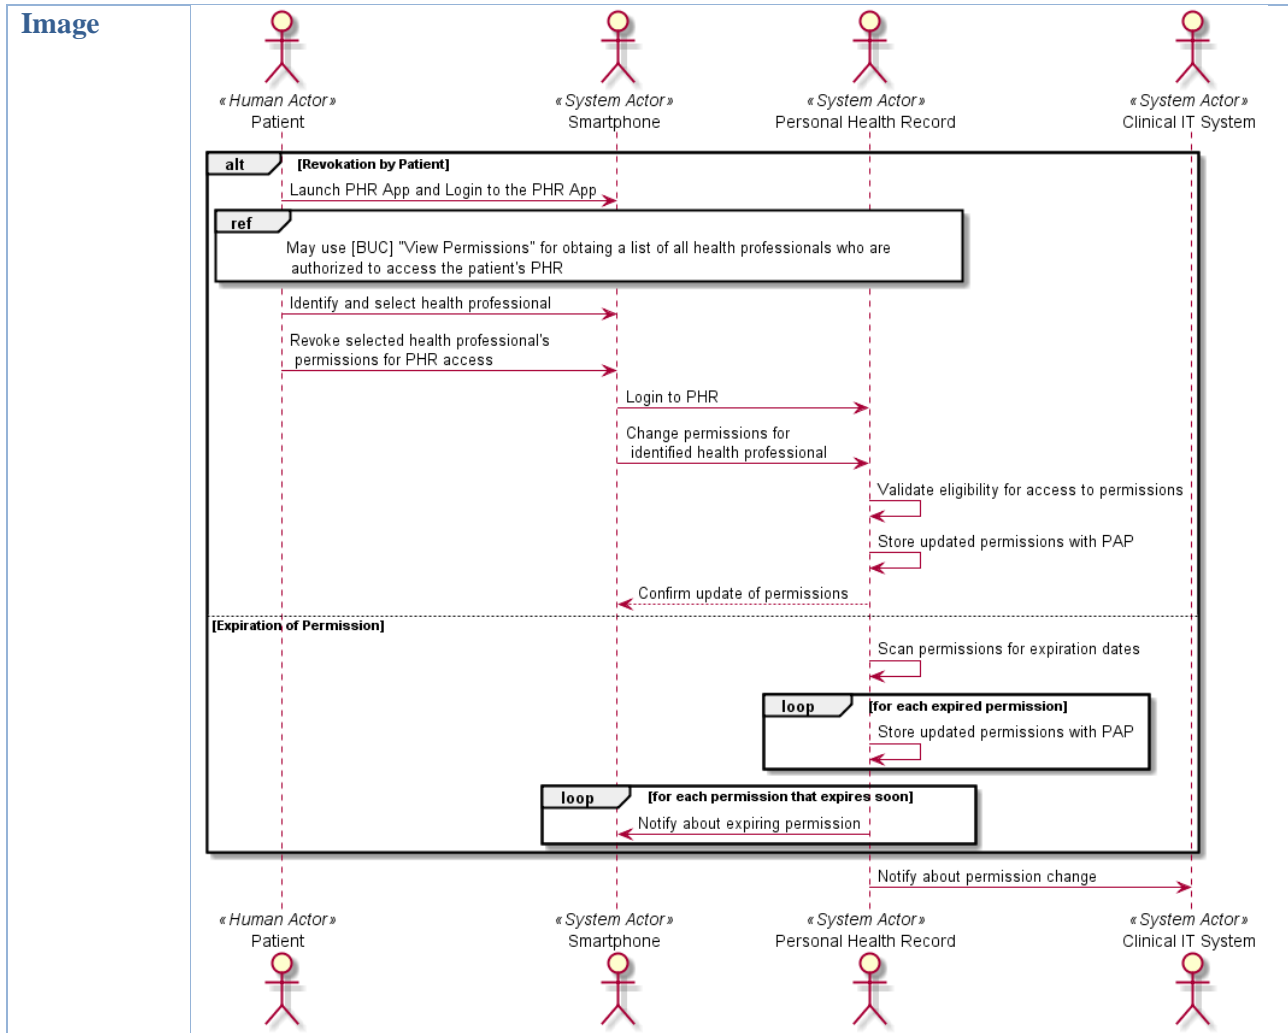 Image
«Human Actor»
Patient
«System Actor»
Smartphone
«System Actor»
Personal Health Record
«System Actor»
Clinical IT System
alt [Revokation by Patient]
Launch PHR App and Login to the PHR App
ref
May use [BUC] "View Permissions" for obtaing a list of all health professionals who are
authorized to access the patient's PHR
Identify and select health professional
Revoke selected health professional's
permissions for PHR access
Login to PHR
Change permissions for
identified health professional
Validate eligibility for access to permissions
Store updated permissions with PAP
Confirm update of permissions
[Expiration of Permission]
Scan permissions for expiration dates
loop [for each expired permission]
Store updated permissions with PAP
loop [for each permission that expires soon]
Notify about expiring permission
Notify about permission change
«Human Actor»
Patient
«System Actor»
Smartphone
«System Actor»
Personal Health Record
«System Actor»
Clinical IT System